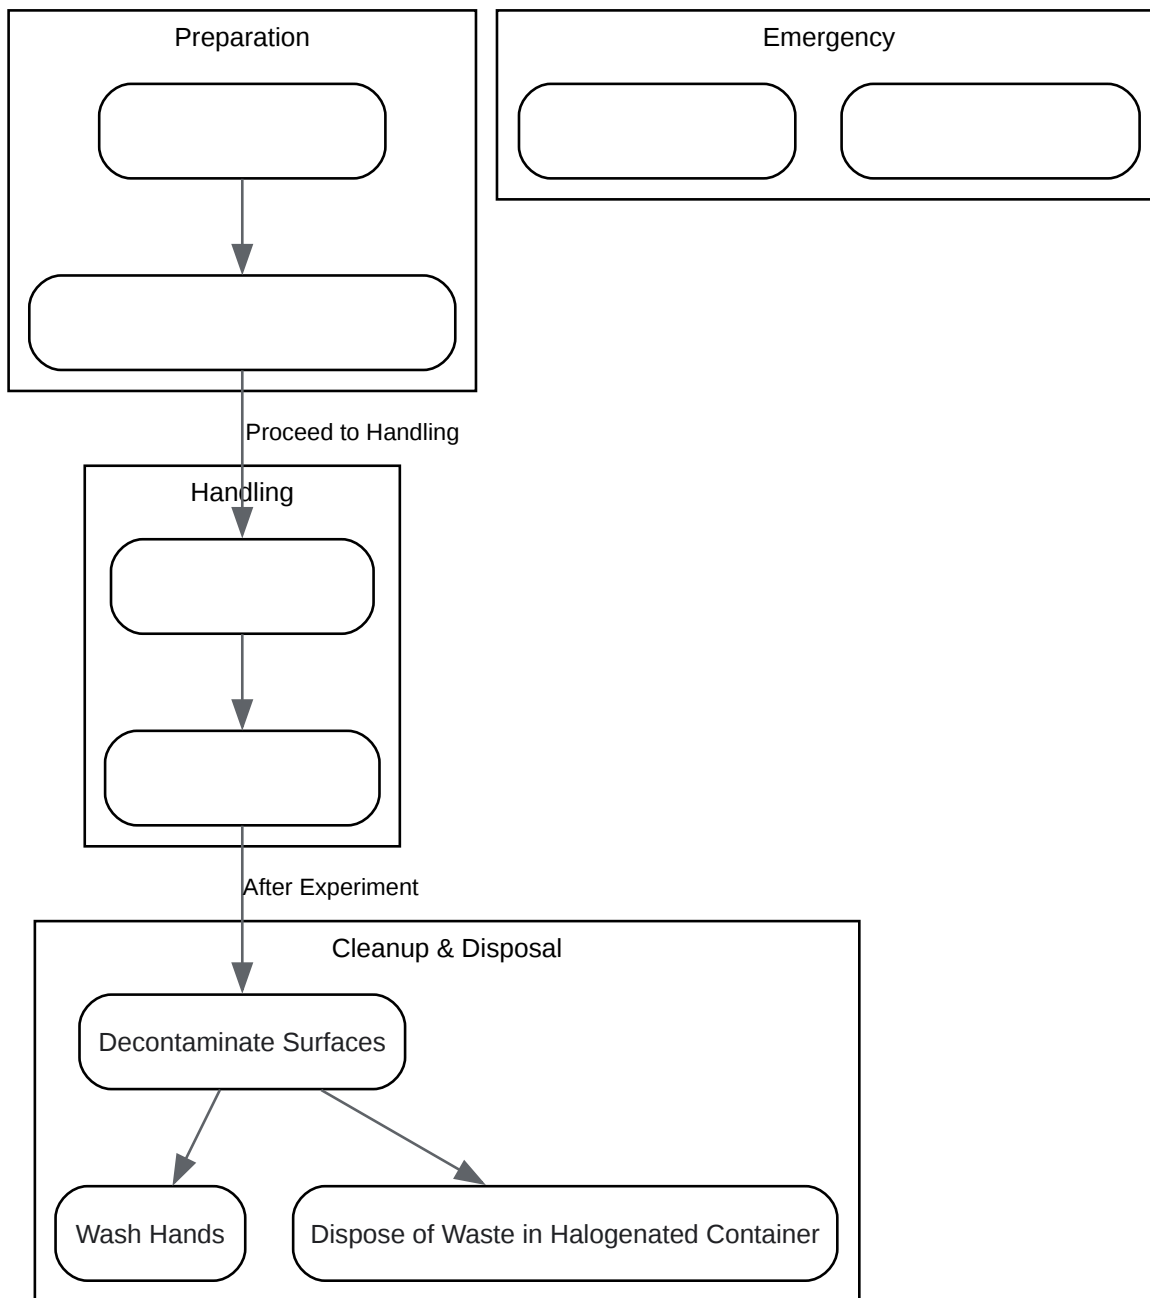 Preparation
Emergency
Proceed to Handling
Handling
After Experiment
Cleanup & Disposal
Decontaminate Surfaces
Wash Hands
Dispose of Waste in Halogenated Container